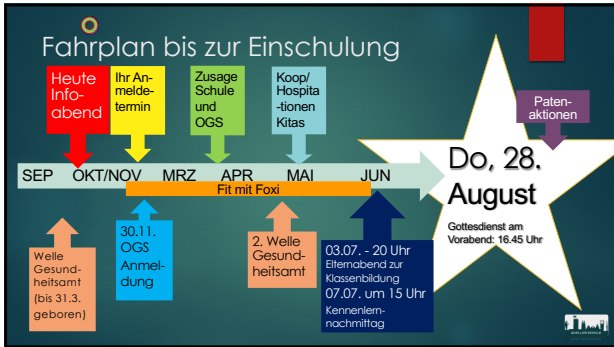 Fahrplan bis zur Einschulung
Heute
Info-
abend
Ihr An-
melde-
termin
Zusage
Schule
und
OGS
Koop/
Hospita
-tionen
Kitas
Paten-
aktionen
SEP
OKT/NOV
MRZ
APR
MAI
JUN
Fit mit Foxi
Do, 28.
August
Gottesdienst am
Vorabend: 16.45 Uhr
Welle
Gesund-
heitsamt
(bis 31.3.
geboren)
30.11.
OGS
Anmel-
dung
2. Welle
Gesund-
heitsamt
03.07. - 20 Uhr
Elternabend zur
Klassenbildung
07.07. um 15 Uhr
Kennenlern-
nachmittag